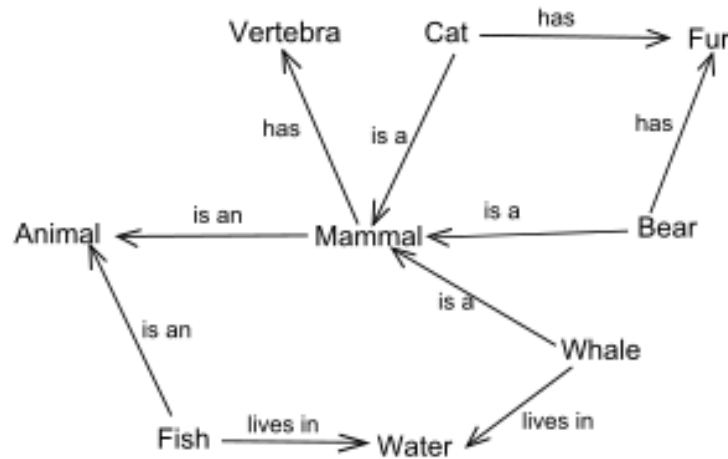 Vertebra
Cat
has
Fur
has
is a
has
Animal
is an
Mammal
is a
Bear
is a
is an
Whale
Fish
lives in
Water
lives in